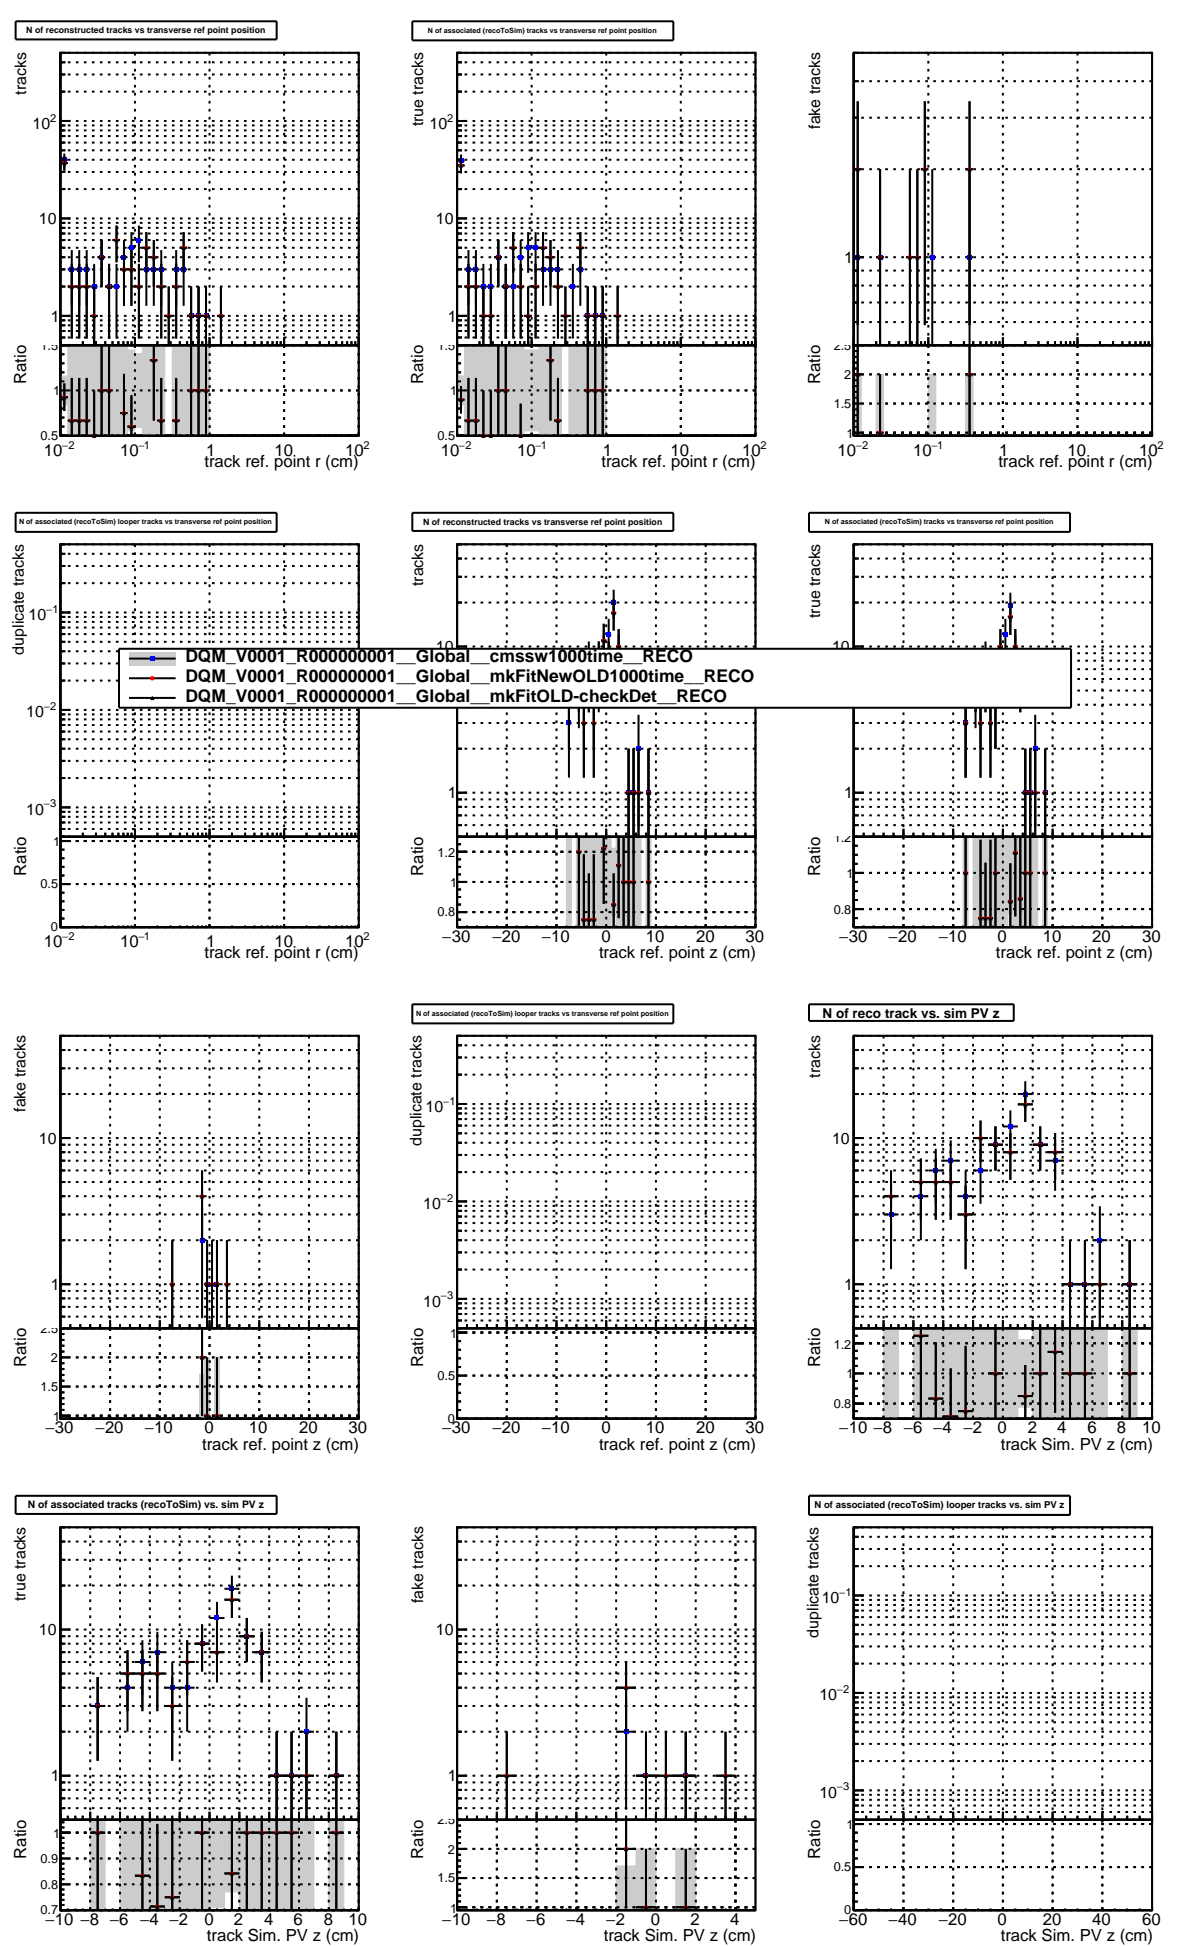 N of reconstructed tracks vs transverse ref point position
tracks
10²
10
1
Ratio
1.5
1
0.5
10⁻² 10⁻¹ 1 10 10²
track ref. point r (cm)
N of associated (recoToSim) tracks vs transverse ref point position
true tracks
10²
10
1
Ratio
1.5
1
0.5
10⁻² 10⁻¹ 1 10 10²
track ref. point r (cm)
fake tracks
1
Ratio
2.5
2
1.5
1
10⁻² 10⁻¹ 1 10 10²
track ref. point r (cm)
N of associated (recoToSim) looper tracks vs transverse ref point position
duplicate tracks
10⁻¹
10⁻²
10⁻³
Ratio
1
0.5
0
10⁻² 10⁻¹ 1 10 10²
track ref. point r (cm)
N of reconstructed tracks vs transverse ref point position
tracks
10
1
Ratio
1.2
1
0.8
−30 −20 −10 0 10 20 30
track ref. point z (cm)
N of associated (recoToSim) tracks vs transverse ref point position
true tracks
10
1
Ratio
1.2
1
0.8
−30 −20 −10 0 10 20 30
track ref. point z (cm)
DQM_V0001_R000000001__Global__cmssw1000time__RECO
DQM_V0001_R000000001__Global__mkFitNewOLD1000time__RECO
DQM_V0001_R000000001__Global__mkFitOLD-checkDet__RECO
fake tracks
10
1
Ratio
2.5
2
1.5
1
−30 −20 −10 0 10 20 30
track ref. point z (cm)
N of associated (recoToSim) looper tracks vs transverse ref point position
duplicate tracks
10⁻¹
10⁻²
10⁻³
Ratio
1
0.5
0
−30 −20 −10 0 10 20 30
track ref. point z (cm)
N of reco track vs. sim PV z
tracks
10
1
Ratio
1.2
1
0.8
−10 −8 −6 −4 −2 0 2 4 6 8 10
track Sim. PV z (cm)
N of associated tracks (recoToSim) vs. sim PV z
true tracks
10
1
Ratio
1
0.9
0.8
0.7
−10 −8 −6 −4 −2 0 2 4 6 8 10
track Sim. PV z (cm)
fake tracks
10
1
Ratio
2.5
2
1.5
1
−10 −8 −6 −4 −2 0 2 4
track Sim. PV z (cm)
N of associated (recoToSim) looper tracks vs. sim PV z
duplicate tracks
10⁻¹
10⁻²
10⁻³
Ratio
1
0.5
0
−60 −40 −20 0 20 40 60
track Sim. PV z (cm)